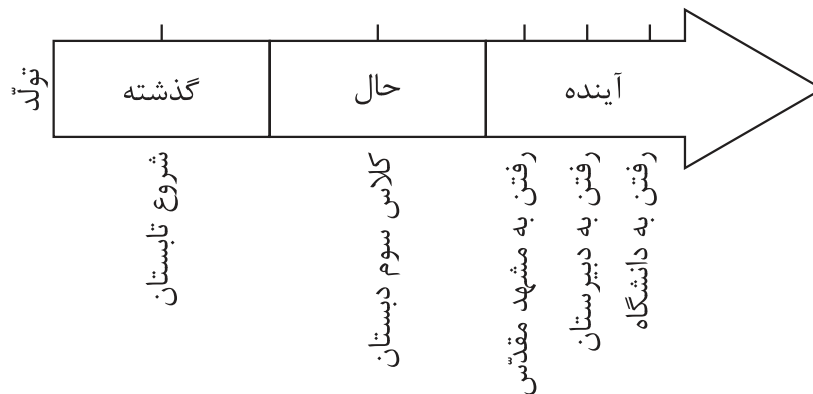 تولّد
گذشته
حال
آینده
شروع تابستان
کلاس سوم دبستان
رفتن به مشهد مقدّس
رفتن به دبیرستان
رفتن به دانشگاه